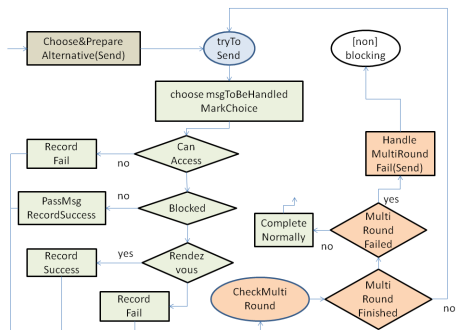 Choose&Prepare
Alternative(Send)
tryTo
Send
[non]
blocking
choose msgToBeHandled
MarkChoice
Record
Fail
no
Can
Access
Handle
MultiRound
Fail(Send)
no
PassMsg
RecordSuccess
no
Blocked
yes
Complete
Normally
no
Multi
Round
Failed
Record
Success
yes
Rendez
vous
Record
Fail
CheckMulti
Round
Multi
Round
Finished
no